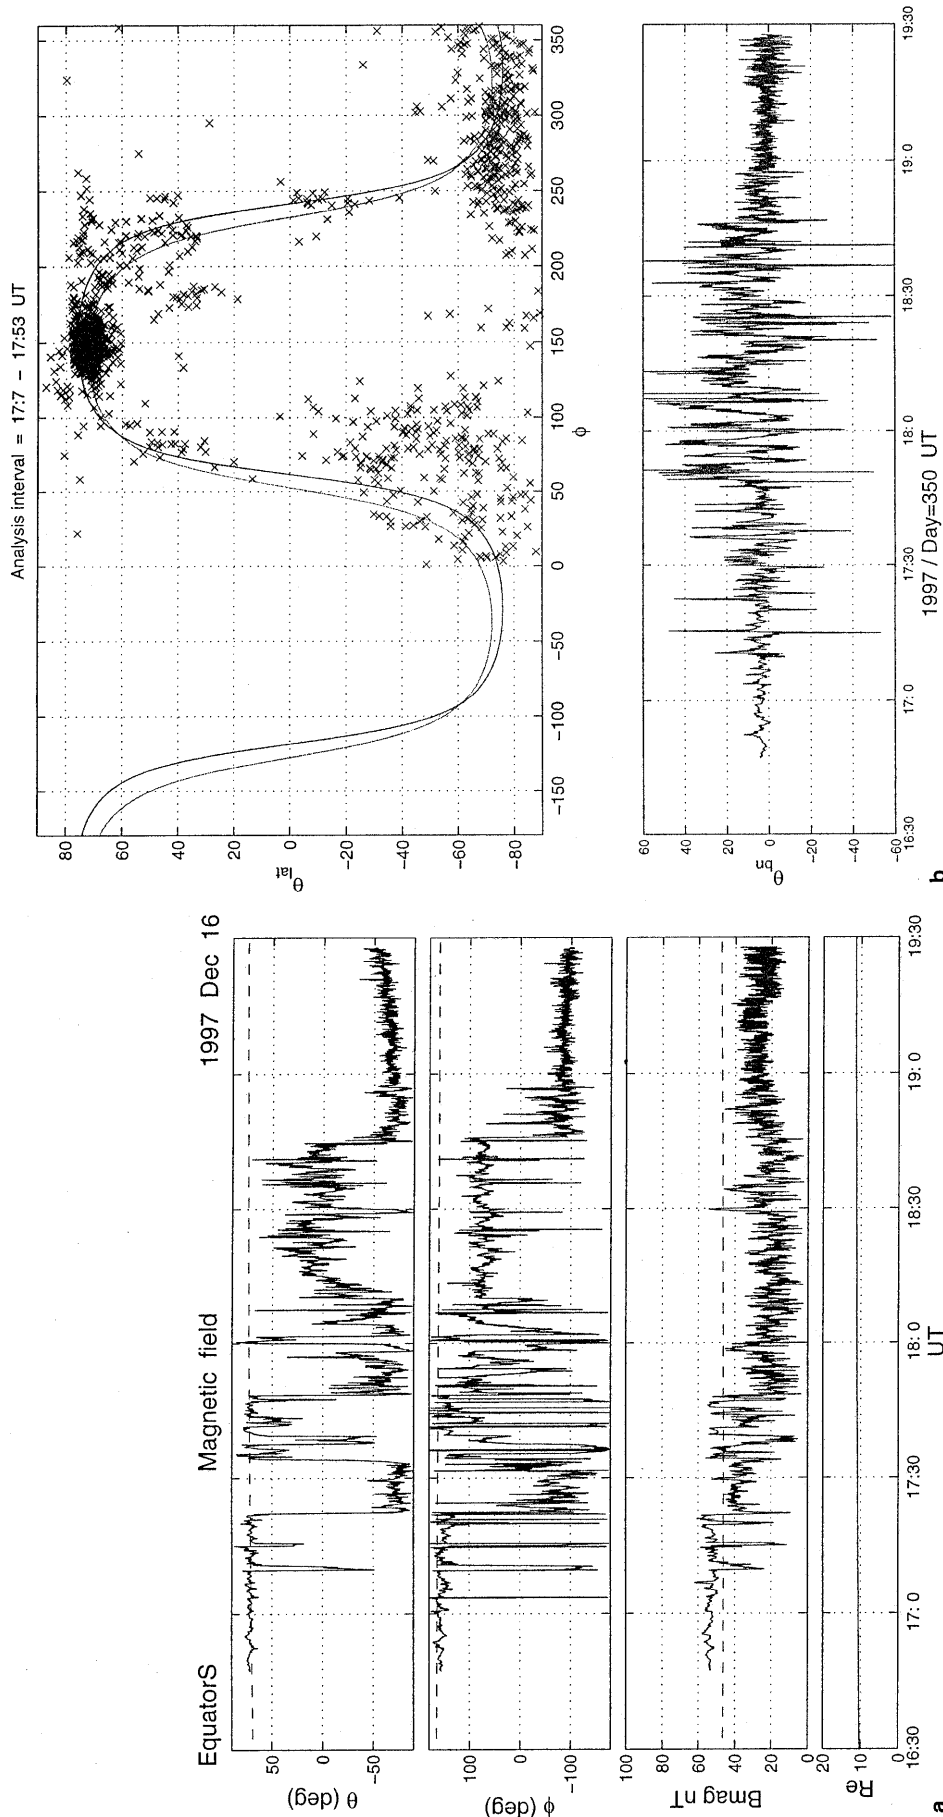 EquatorS Magnetic field 1997 Dec 16
50
0
−50
θ (deg)
100
0
−100
φ (deg)
100
80
60
40
20
Bmag nT
20
10
0
Re
16:30 17: 0 17:30 18: 0 18:30 19: 0 19:30
UT
a
Analysis interval = 17:7 − 17:53 UT
80
60
40
20
0
−20
−40
−60
−80
θlat
−150 −100 −50 0 50 100 150 200 250 300 350
φ
60
40
20
0
−20
−40
−60
θbn
16:30 17: 0 17:30 18: 0 18:30 19: 0 19:30
1997 / Day=350 UT
b